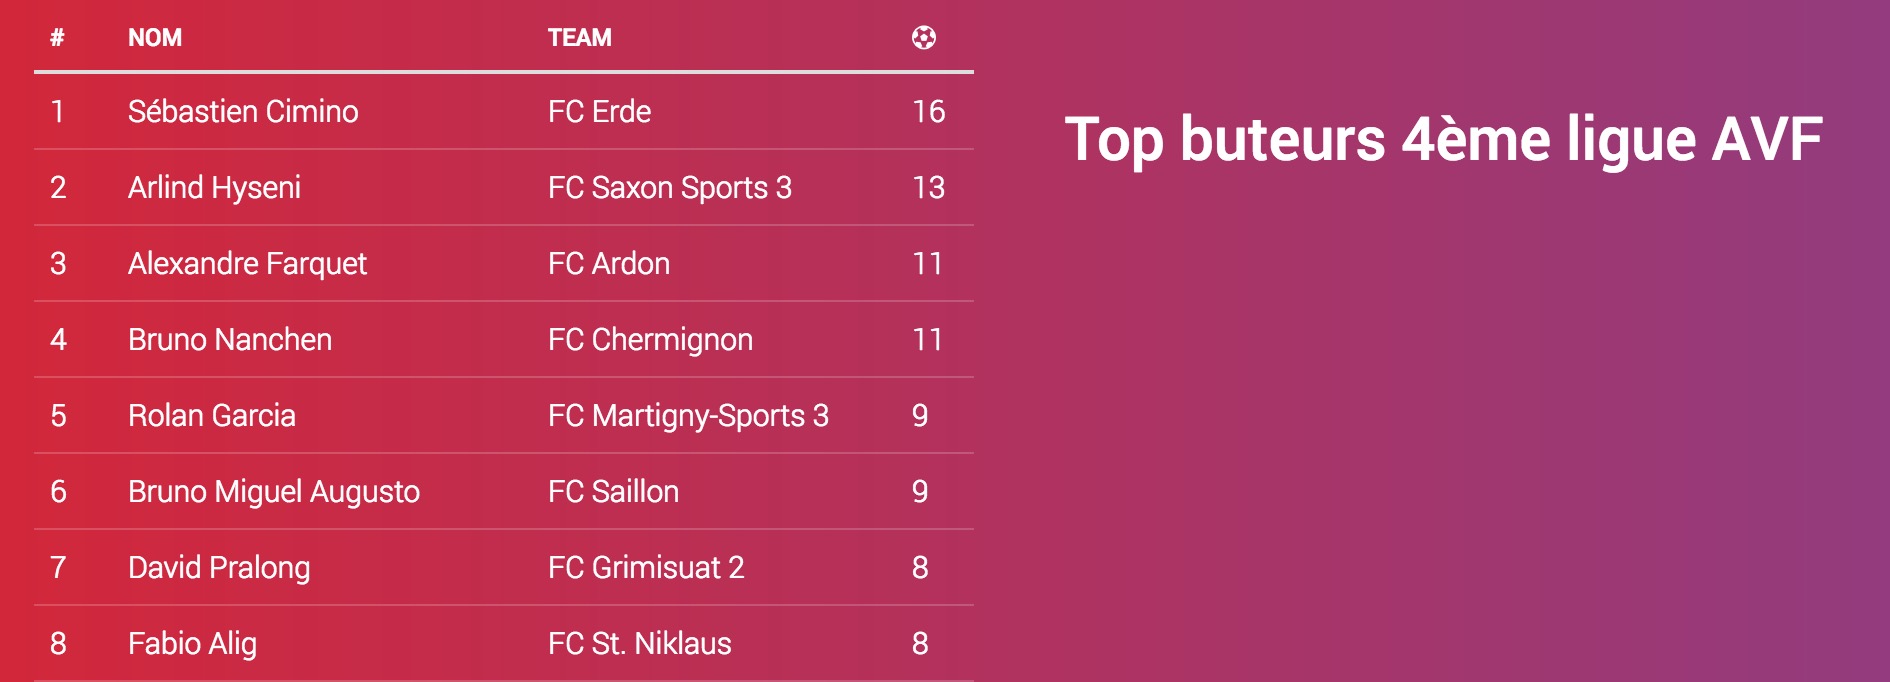 # NOM TEAM ⚽
1 Sébastien Cimino FC Erde 16
2 Arlind Hyseni FC Saxon Sports 3 13
3 Alexandre Farquet FC Ardon 11
4 Bruno Nanchen FC Chermignon 11
5 Rolan Garcia FC Martigny-Sports 3 9
6 Bruno Miguel Augusto FC Saillon 9
7 David Pralong FC Grimisuat 2 8
8 Fabio Alig FC St. Niklaus 8
Top buteurs 4ème ligue AVF